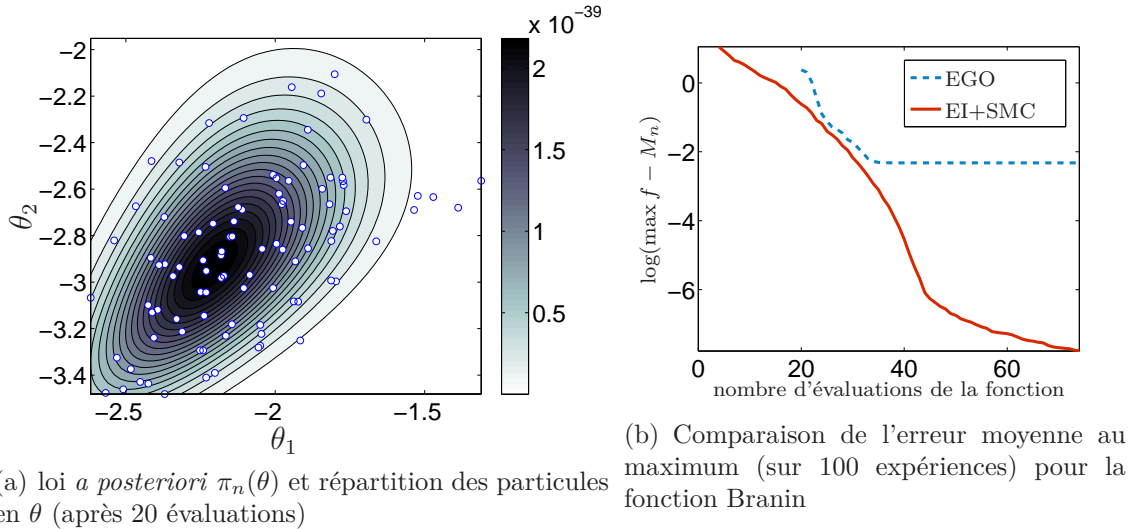 x 10⁻³⁹
−2
−2.2
−2.4
−2.6
−2.8
−3
−3.2
−3.4
θ₂
−2.5
−2
−1.5
θ₁
2
1.5
1
0.5
(a) loi a posteriori πₙ(θ) et répartition des particules
en θ (après 20 évaluations)
0
−2
−4
−6
log(max f − Mₙ)
EGO
EI+SMC
0
20
40
60
nombre d'évaluations de la fonction
(b) Comparaison de l'erreur moyenne au
maximum (sur 100 expériences) pour la
fonction Branin